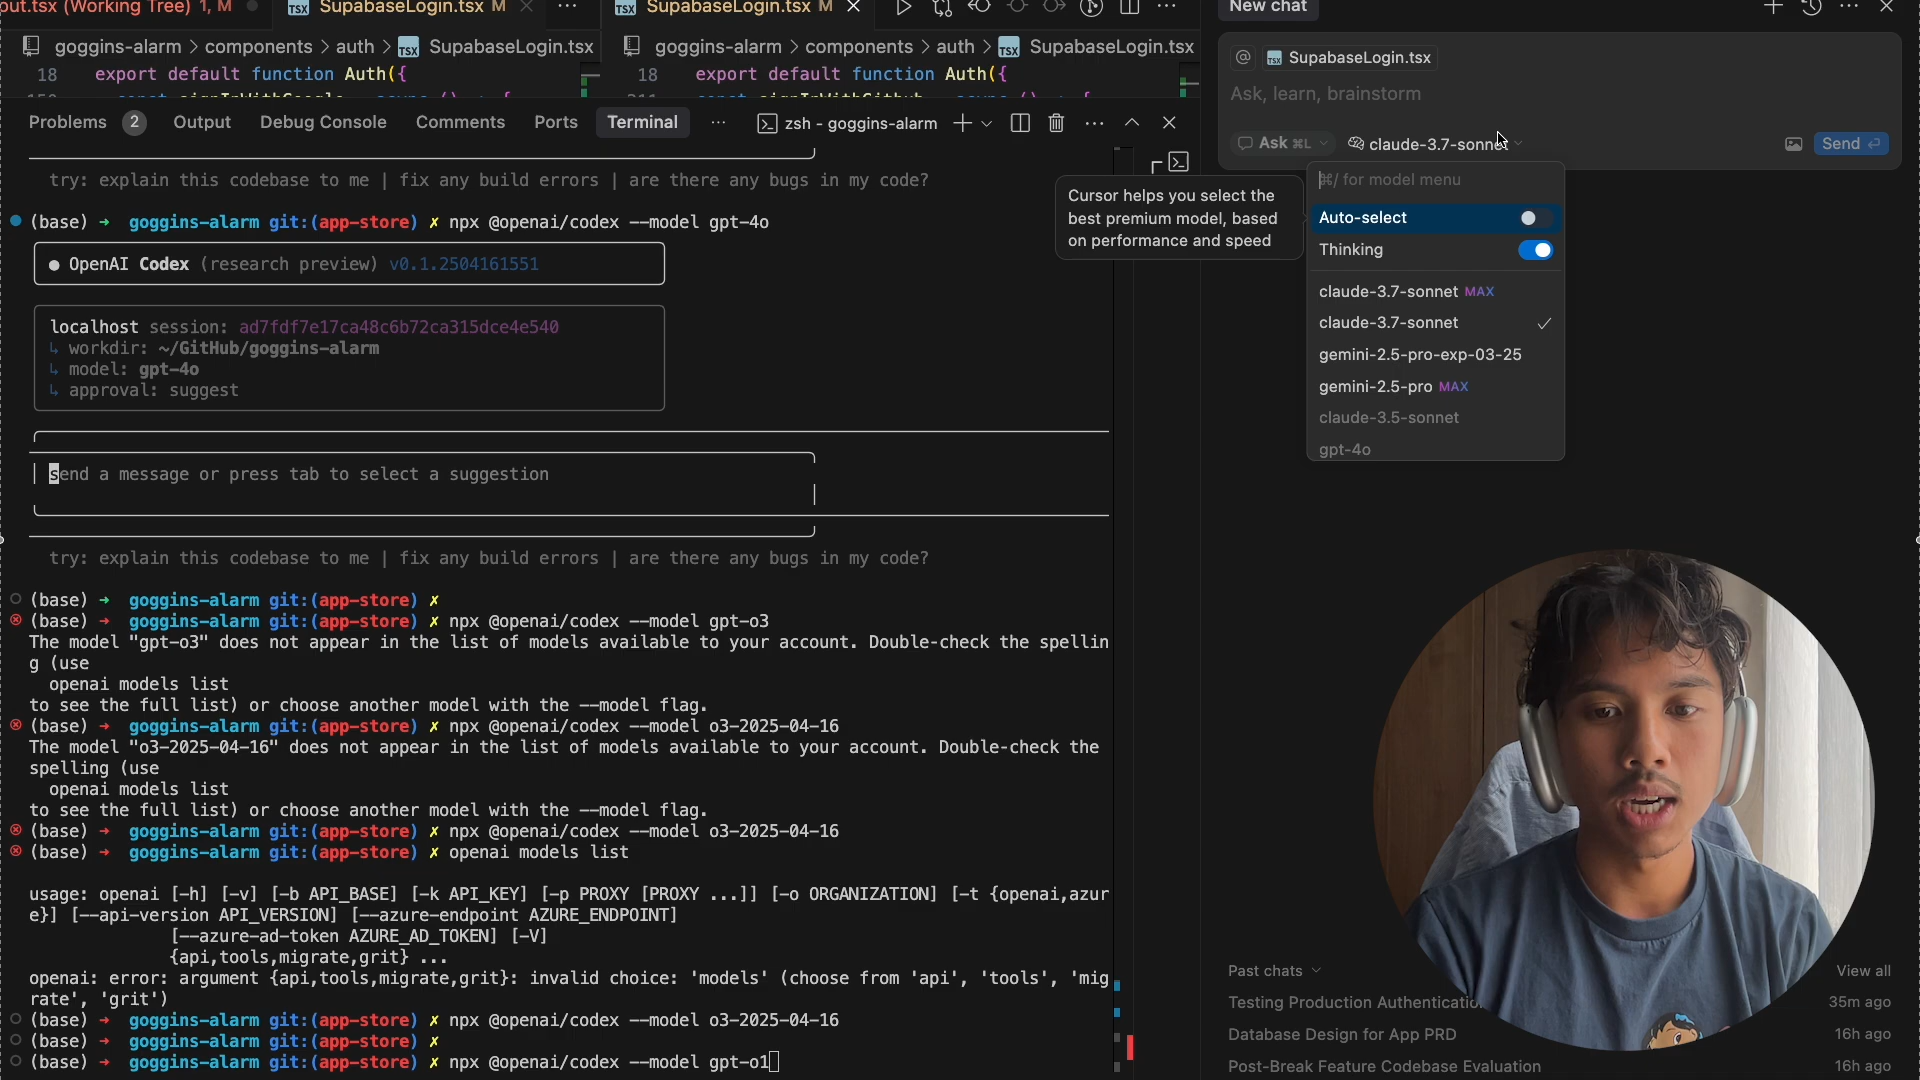 out.tsx (Working Tree) 1, M
SupabaseLogin.tsx M
SupabaseLogin.tsx M
goggins-alarm > components > auth > SupabaseLogin.tsx
goggins-alarm > components > auth > SupabaseLogin.tsx
18 export default function Auth({
18 export default function Auth({
Problems 2 Output Debug Console Comments Ports Terminal zsh - goggins-alarm
try: explain this codebase to me | fix any build errors | are there any bugs in my code?
(base) → goggins-alarm git:(app-store) ✗ npx @openai/codex --model gpt-4o
● OpenAI Codex (research preview) v0.1.2504161551
localhost session: ad7fdf7e17ca48c6b72ca315dce4e540
↳ workdir: ~/GitHub/goggins-alarm
↳ model: gpt-4o
↳ approval: suggest
send a message or press tab to select a suggestion
try: explain this codebase to me | fix any build errors | are there any bugs in my code?
(base) → goggins-alarm git:(app-store) ✗
(base) → goggins-alarm git:(app-store) ✗ npx @openai/codex --model gpt-o3
The model "gpt-o3" does not appear in the list of models available to your account. Double-check the spellin
g (use
openai models list
to see the full list) or choose another model with the --model flag.
(base) → goggins-alarm git:(app-store) ✗ npx @openai/codex --model o3-2025-04-16
The model "o3-2025-04-16" does not appear in the list of models available to your account. Double-check the
spelling (use
openai models list
to see the full list) or choose another model with the --model flag.
(base) → goggins-alarm git:(app-store) ✗ npx @openai/codex --model o3-2025-04-16
(base) → goggins-alarm git:(app-store) ✗ openai models list
usage: openai [-h] [-v] [-b API_BASE] [-k API_KEY] [-p PROXY [PROXY ...]] [-o ORGANIZATION] [-t {openai,azur
e}] [--api-version API_VERSION] [--azure-endpoint AZURE_ENDPOINT]
[--azure-ad-token AZURE_AD_TOKEN] [-V]
{api,tools,migrate,grit} ...
openai: error: argument {api,tools,migrate,grit}: invalid choice: 'models' (choose from 'api', 'tools', 'mig
rate', 'grit')
(base) → goggins-alarm git:(app-store) ✗ npx @openai/codex --model o3-2025-04-16
(base) → goggins-alarm git:(app-store) ✗
(base) → goggins-alarm git:(app-store) ✗ npx @openai/codex --model gpt-o1
New chat
@ SupabaseLogin.tsx
Ask, learn, brainstorm
Ask ⌘L claude-3.7-sonnet Send
⌘/ for model menu
Cursor helps you select the
best premium model, based
on performance and speed
Auto-select
Thinking
claude-3.7-sonnet MAX
claude-3.7-sonnet
gemini-2.5-pro-exp-03-25
gemini-2.5-pro MAX
claude-3.5-sonnet
gpt-4o
Past chats View all
Testing Production 35m ago
Database Design for App PRD 16h ago
Post-Break Feature Codebase Evaluation 16h ago